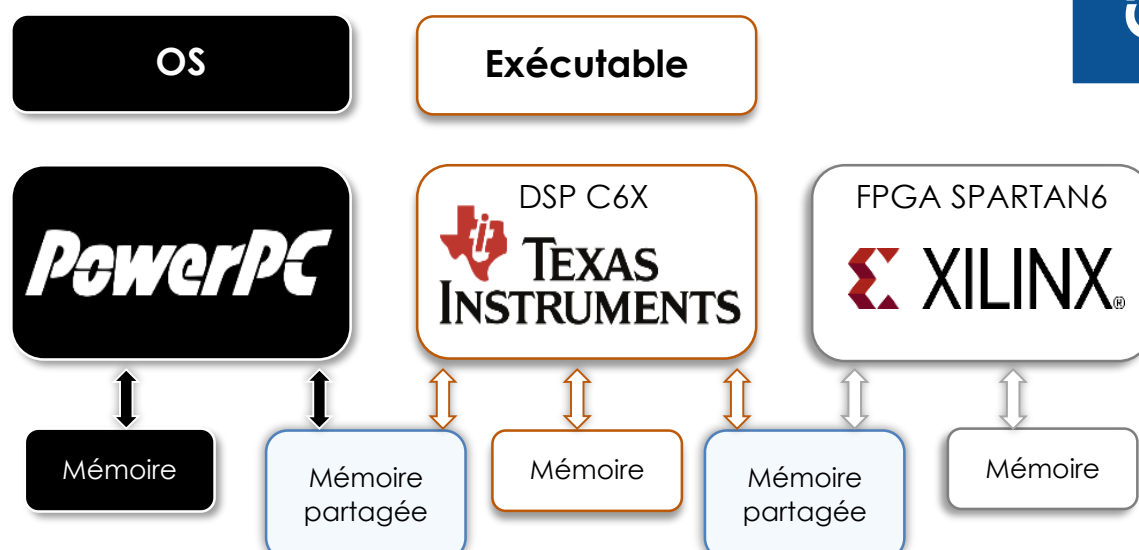 OS
Exécutable
PowerPC
DSP C6X
TEXAS
INSTRUMENTS
FPGA SPARTAN6
XILINX®
Mémoire
Mémoire
partagée
Mémoire
Mémoire
partagée
Mémoire